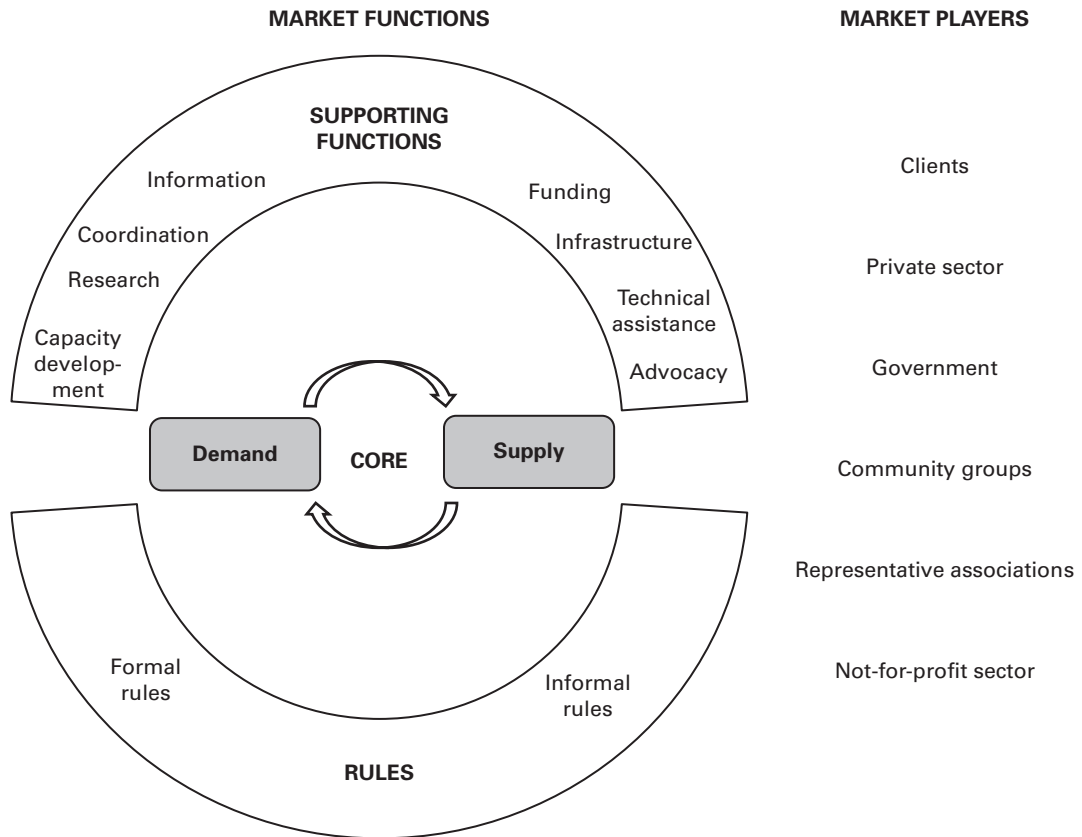 MARKET FUNCTIONS
MARKET PLAYERS
SUPPORTING
FUNCTIONS
Information
Coordination
Research
Capacity
develop-
ment
Funding
Infrastructure
Technical
assistance
Advocacy
Demand
CORE
Supply
Formal
rules
Informal
rules
RULES
Clients
Private sector
Government
Community groups
Representative associations
Not-for-profit sector